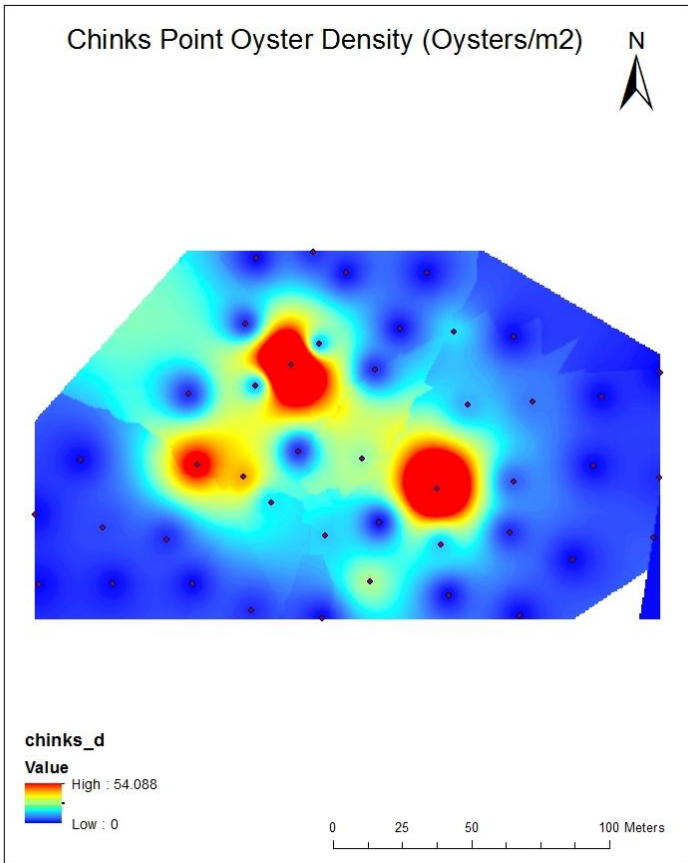 Chinks Point Oyster Density (Oysters/m2)
N
chinks_d
Value
High : 54.088
Low : 0
0 25 50 100 Meters